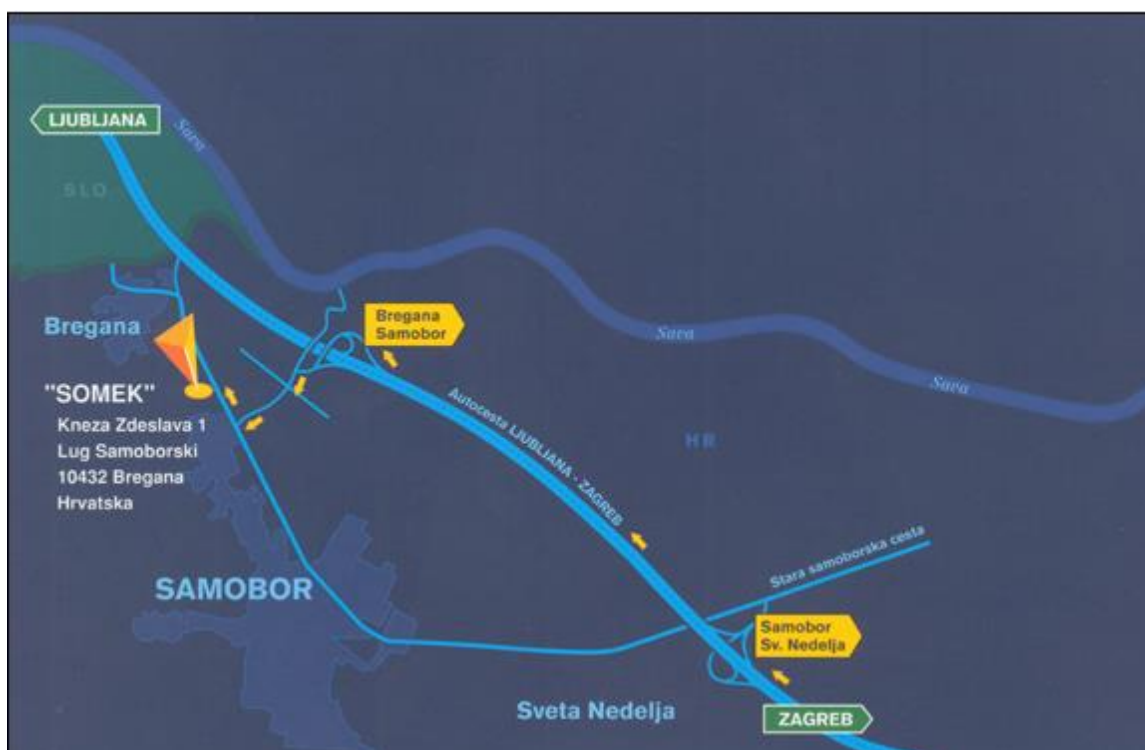 LJUBLJANA
Sava
SLO
Bregana
Samobor
Bregana
Sava
Sava
"SOMEK"
Kneza Zdeslava 1
Lug Samoborski
10432 Bregana
Hrvatska
Autocesta LJUBLJANA - ZAGREB
HR
Stara samoborska cesta
SAMOBOR
Samobor
Sv. Nedelja
Sveta Nedelja
ZAGREB